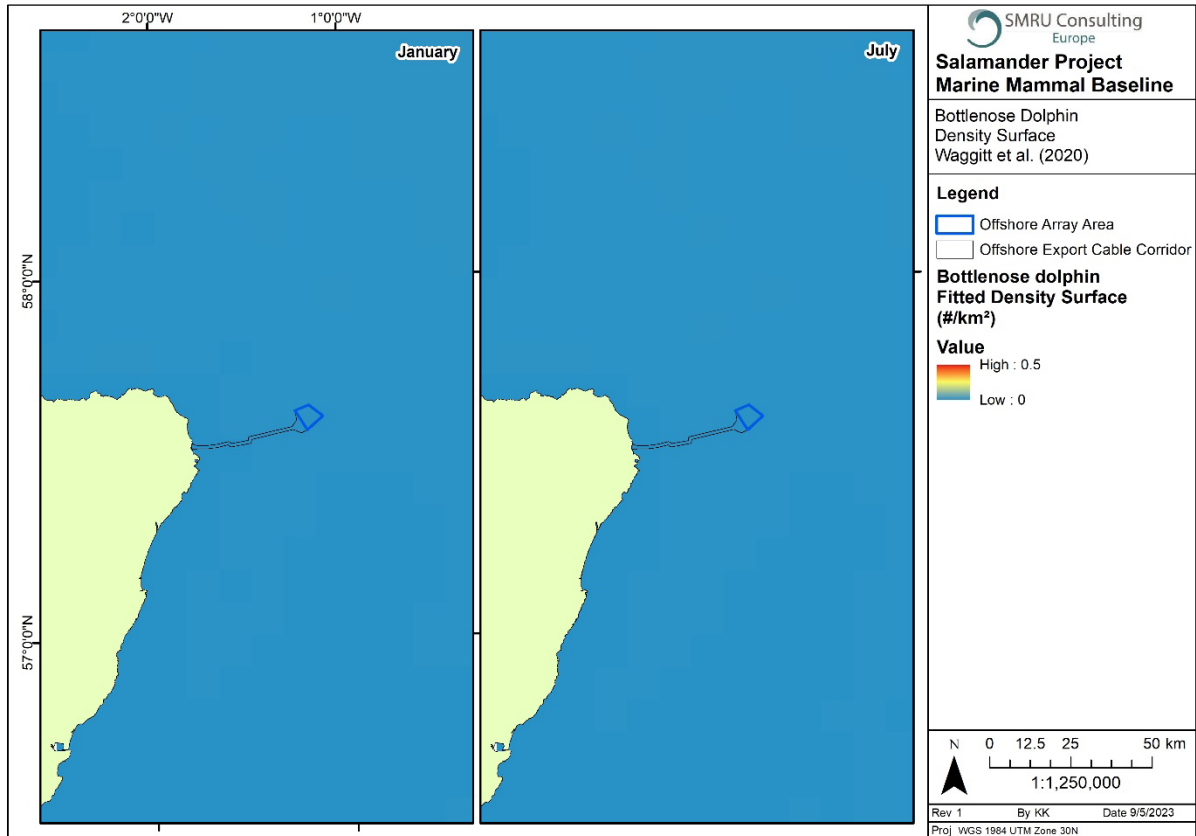 2°0'0"W
1°0'0"W
January
July
58°0'0"N
57°0'0"N
SMRU Consulting
Europe
Salamander Project
Marine Mammal Baseline
Bottlenose Dolphin
Density Surface
Waggitt et al. (2020)
Legend
Offshore Array Area
Offshore Export Cable Corridor
Bottlenose dolphin
Fitted Density Surface
(#/km²)
Value
High : 0.5
Low : 0
N
0 12.5 25 50 km
1:1,250,000
Rev 1 By KK Date 9/5/2023
Proj WGS 1984 UTM Zone 30N